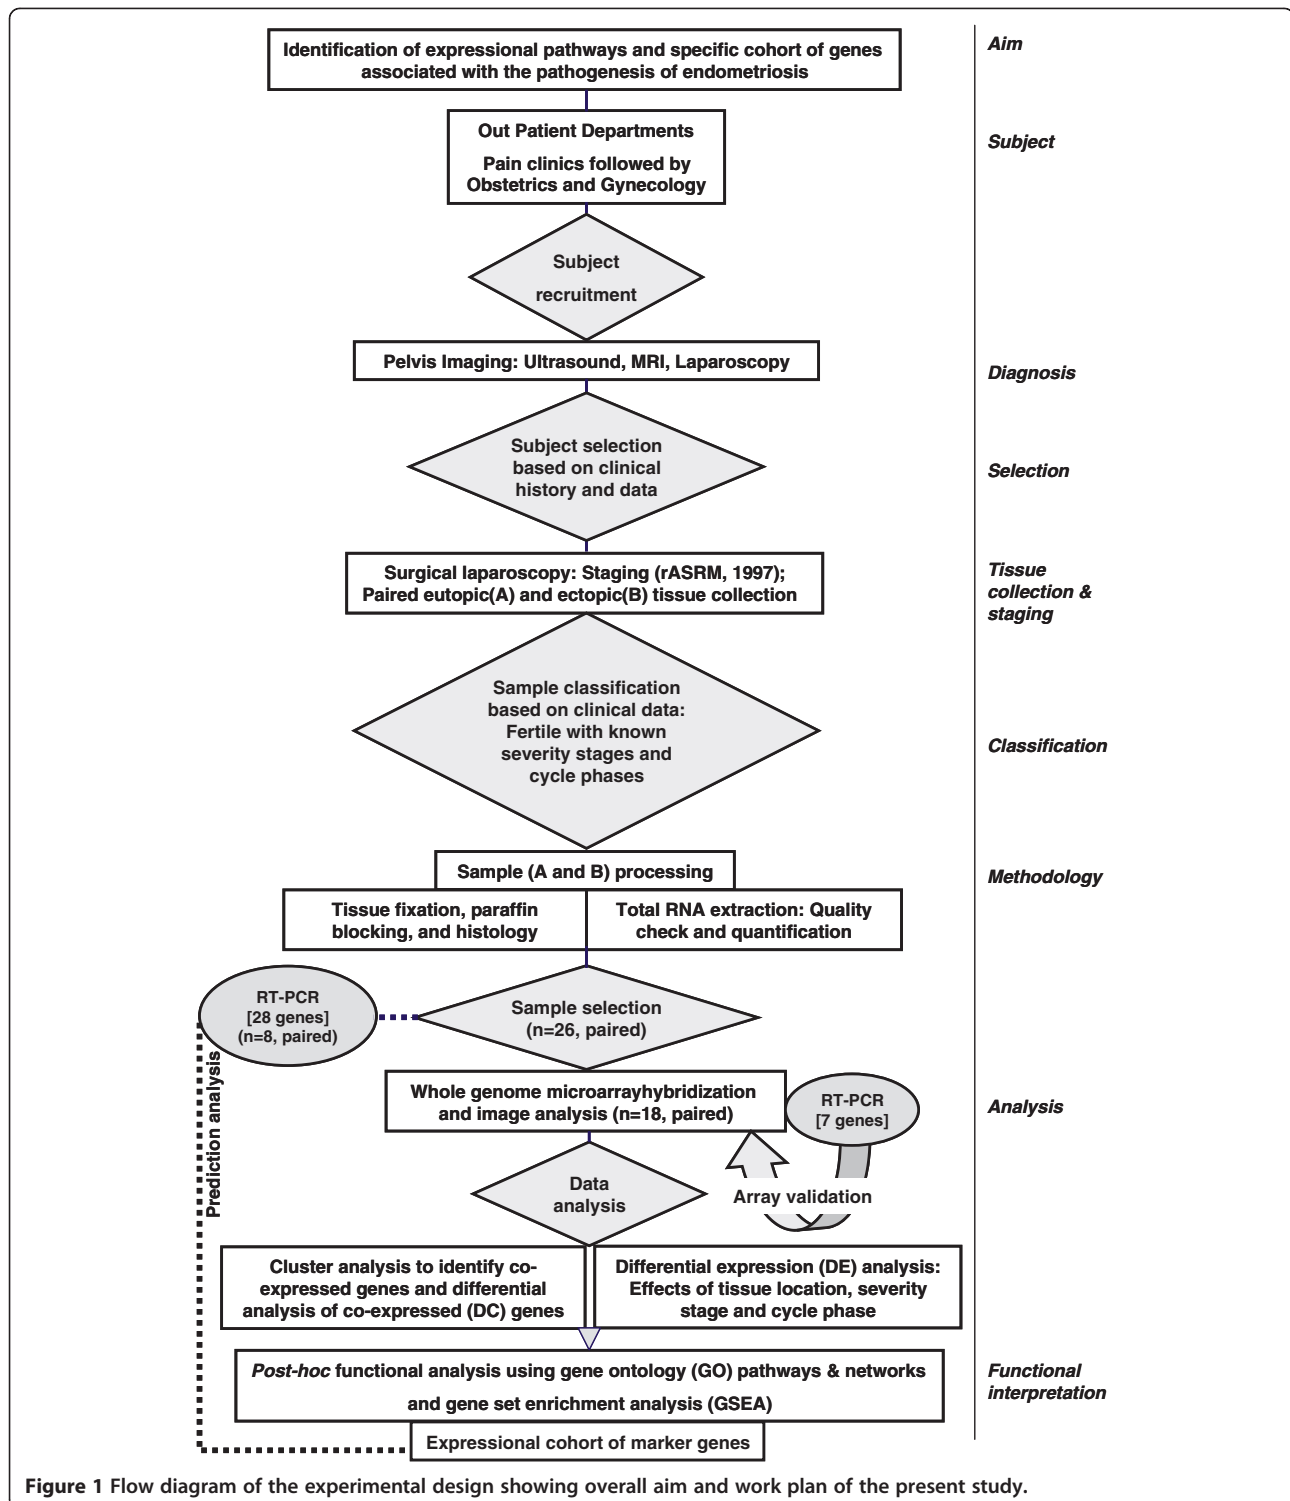 Identification of expressional pathways and specific cohort of genes
associated with the pathogenesis of endometriosis
Aim
Out Patient Departments
Pain clinics followed by
Obstetrics and Gynecology
Subject
Subject
recruitment
Pelvis Imaging: Ultrasound, MRI, Laparoscopy
Diagnosis
Subject selection
based on clinical
history and data
Selection
Surgical laparoscopy: Staging (rASRM, 1997);
Paired eutopic(A) and ectopic(B) tissue collection
Tissue
collection &
staging
Sample classification
based on clinical data:
Fertile with known
severity stages and
cycle phases
Classification
Sample (A and B) processing
Methodology
Tissue fixation, paraffin
blocking, and histology
Total RNA extraction: Quality
check and quantification
RT-PCR
[28 genes]
(n=8, paired)
Sample selection
(n=26, paired)
Prediction analysis
Whole genome microarrayhybridization
and image analysis (n=18, paired)
RT-PCR
[7 genes]
Analysis
Data
analysis
Array validation
Cluster analysis to identify co-
expressed genes and differential
analysis of co-expressed (DC) genes
Differential expression (DE) analysis:
Effects of tissue location, severity
stage and cycle phase
Post-hoc functional analysis using gene ontology (GO) pathways & networks
and gene set enrichment analysis (GSEA)
Functional
interpretation
Expressional cohort of marker genes
Figure 1 Flow diagram of the experimental design showing overall aim and work plan of the present study.